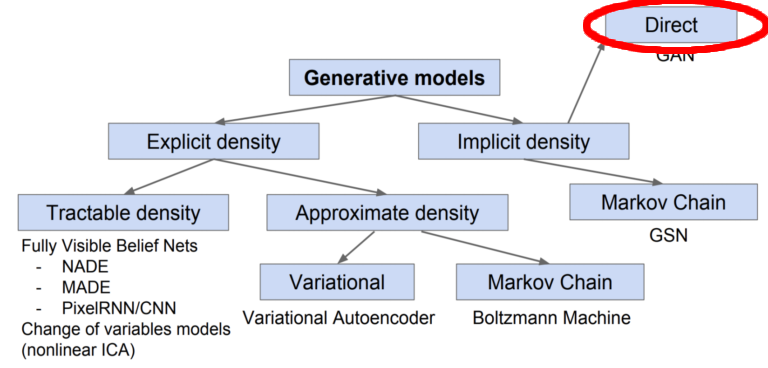 Direct
GAN
Generative models
Explicit density
Implicit density
Tractable density
Approximate density
Markov Chain
GSN
Fully Visible Belief Nets
- NADE
- MADE
- PixelRNN/CNN
Change of variables models
(nonlinear ICA)
Variational
Variational Autoencoder
Markov Chain
Boltzmann Machine